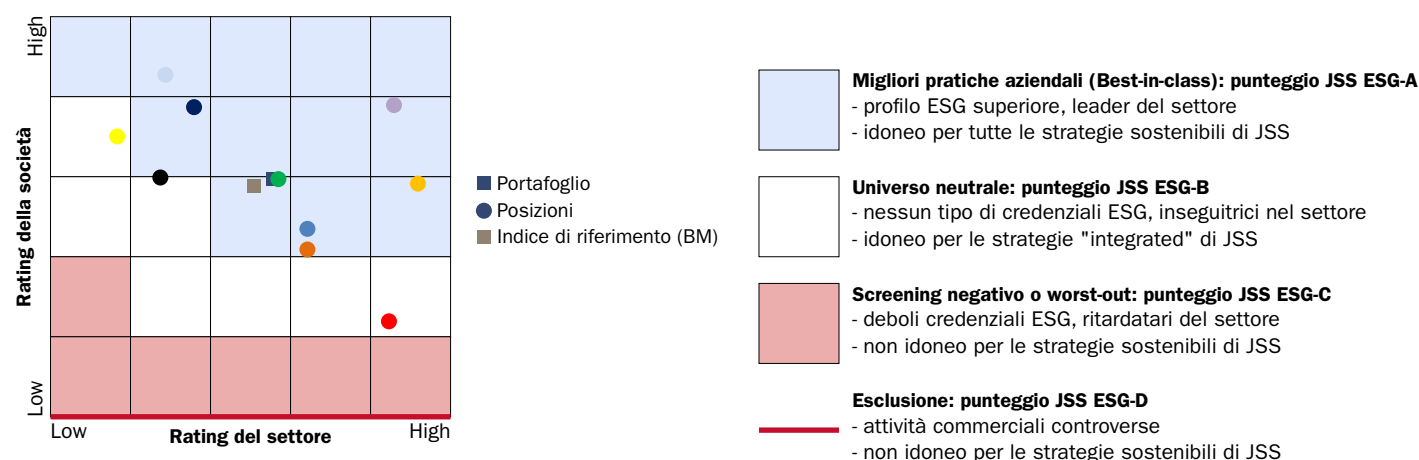 High
Rating della società
Low
Low
Rating del settore
High
Portafoglio
Posizioni
Indice di riferimento (BM)
Migliori pratiche aziendali (Best-in-class): punteggio JSS ESG-A
- profilo ESG superiore, leader del settore
- idoneo per tutte le strategie sostenibili di JSS
Universo neutrale: punteggio JSS ESG-B
- nessun tipo di credenziali ESG, inseguitrici nel settore
- idoneo per le strategie "integrated" di JSS
Screening negativo o worst-out: punteggio JSS ESG-C
- deboli credenziali ESG, ritardatari del settore
- non idoneo per le strategie sostenibili di JSS
Esclusione: punteggio JSS ESG-D
- attività commerciali controverse
- non idoneo per le strategie sostenibili di JSS